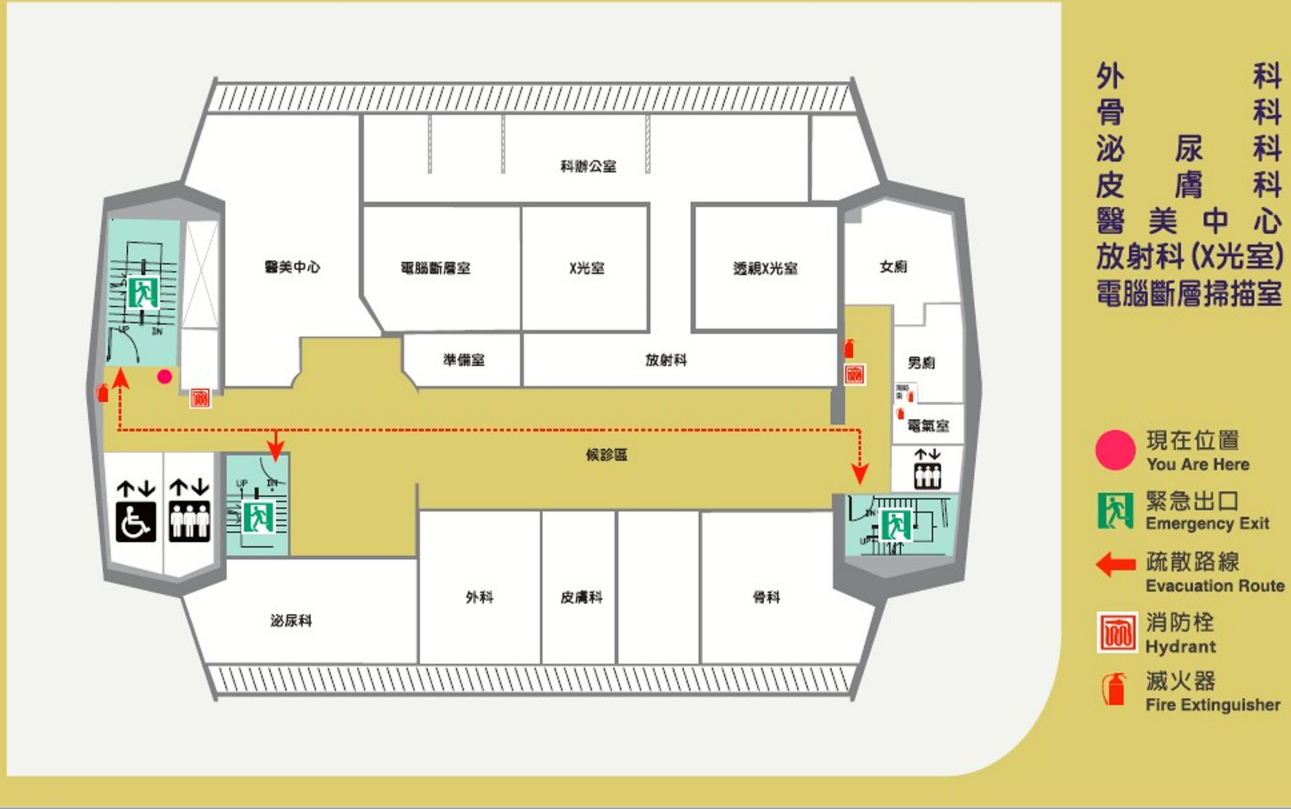 外科
骨科
泌尿科
皮膚科
醫美中心
放射科(X光室)
電腦斷層掃描室
科辦公室
醫美中心
電腦斷層室
X光室
透視X光室
女廁
準備室
放射科
男廁
電氣室
候診區
UP IN
UP IN
IN
UP
泌尿科
外科
皮膚科
骨科
現在位置
You Are Here
緊急出口
Emergency Exit
疏散路線
Evacuation Route
消防栓
Hydrant
滅火器
Fire Extinguisher